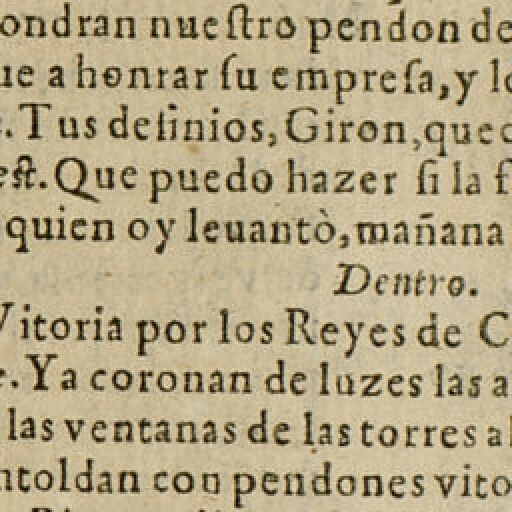 ondran nueſtro pendon de
ue a honrar ſu empreſa, y lo
. Tus deſinios, Giron, qued
eſt. Que puedo hazer ſi la f
quien oy leuantò, mañana
Dentro.
Vitoria por los Reyes de C
e. Ya coronan de luzes las a
las ventanas de las torres al
ntoldan con pendones vito